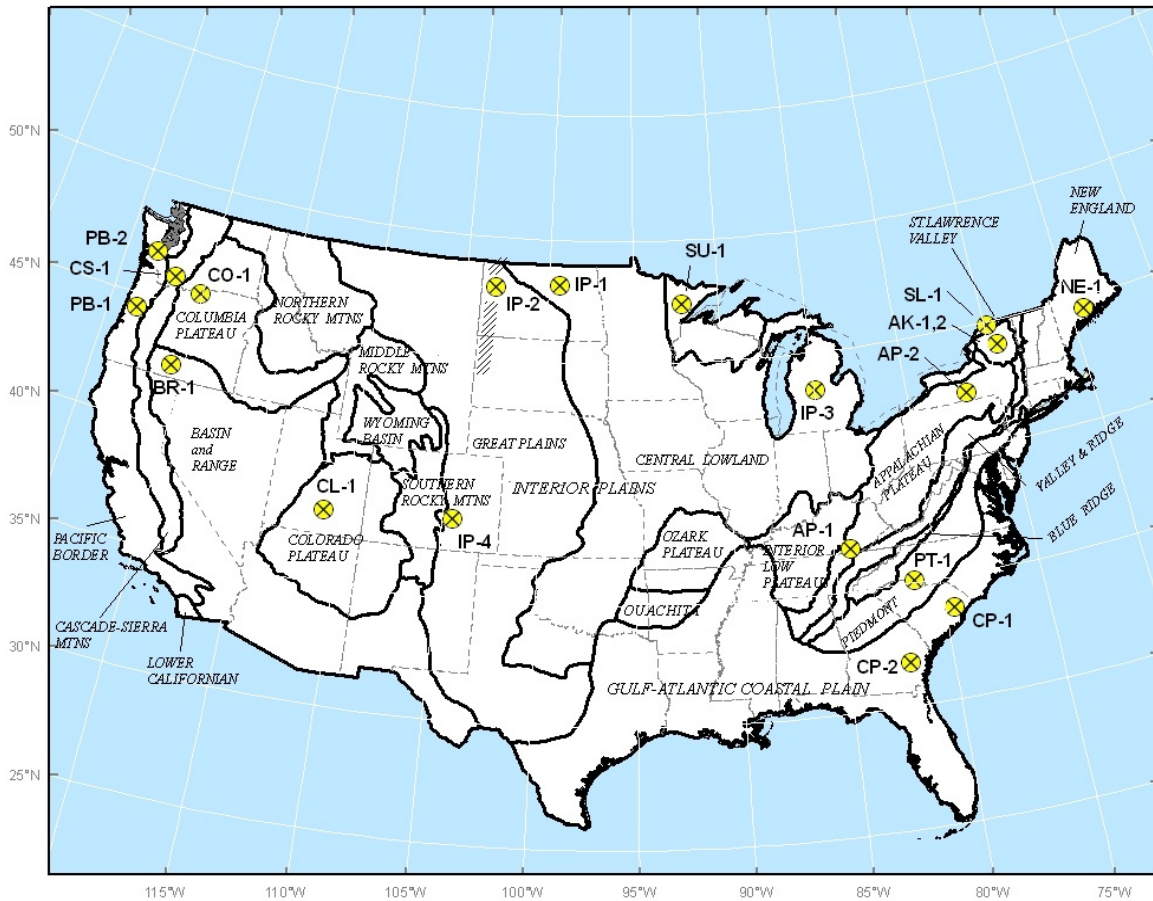 50°N
45°N
40°N
35°N
30°N
25°N
115°W
110°W
105°W
100°W
95°W
90°W
85°W
80°W
75°W
NEW
ENGLAND
ST.LAWRENCE
VALLEY
PB-2
CS-1
PB-1
CO-1
COLUMBIA
PLATEAU
NORTHERN
ROCKY MTNS
IP-2
IP-1
SU-1
SL-1
NE-1
AK-1,2
AP-2
BR-1
MIDDLE
ROCKY MTNS
IP-3
BASIN
and
RANGE
WYOMING
BASIN
GREAT PLAINS
CENTRAL LOWLAND
APPALACHIAN
PLATEAU
VALLEY & RIDGE
BLUE RIDGE
CL-1
SOUTHERN
ROCKY MTNS
INTERIOR PLAINS
IP-4
COLORADO
PLATEAU
OZARK
PLATEAU
AP-1
INTERIOR
LOW
PLATEAU
PT-1
PACIFIC
BORDER
OUACHITA
PIEDMONT
CP-1
CASCADE-SIERRA
MTNS
LOWER
CALIFORNIAN
CP-2
GULF-ATLANTIC COASTAL PLAIN